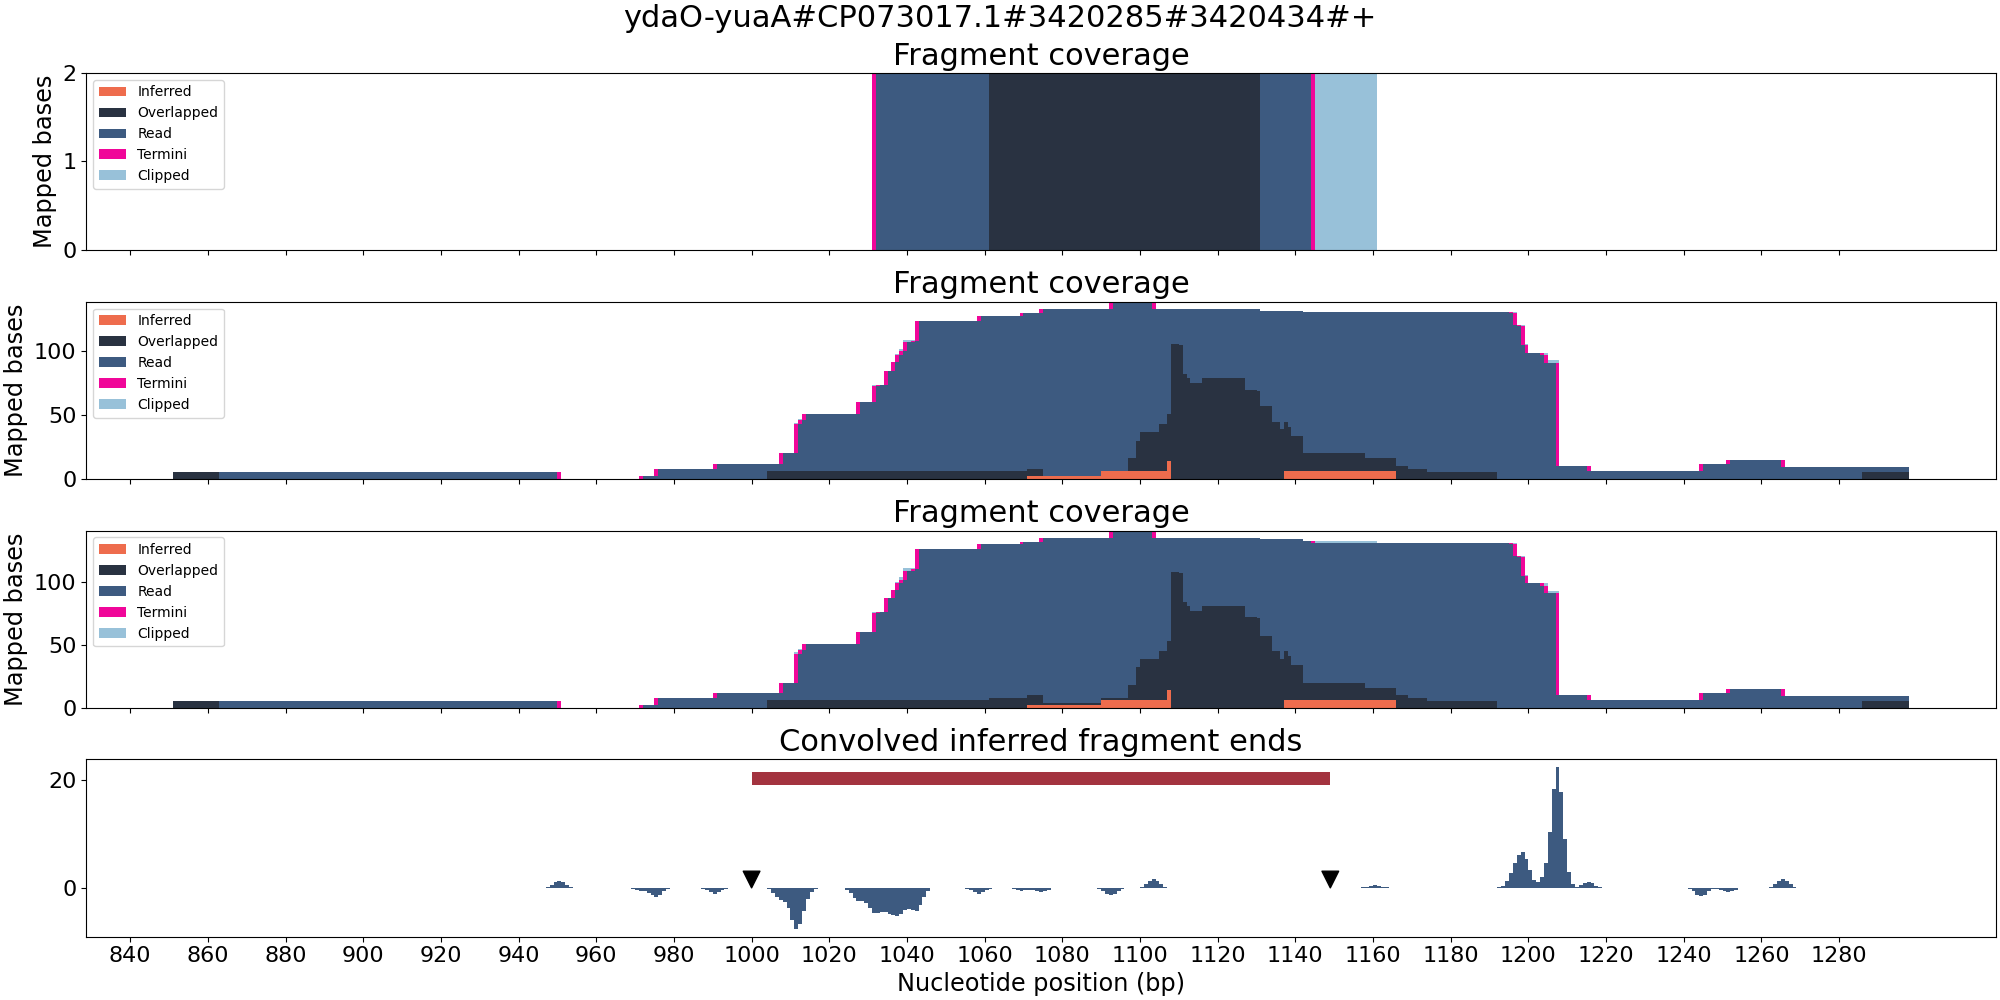 ydaO-yuaA#CP073017.1#3420285#3420434#+
Fragment coverage
Mapped bases
2
1
0
Inferred
Overlapped
Read
Termini
Clipped
Fragment coverage
Mapped bases
100
50
0
Inferred
Overlapped
Read
Termini
Clipped
Fragment coverage
Mapped bases
100
50
0
Inferred
Overlapped
Read
Termini
Clipped
Convolved inferred fragment ends
20
0
840 860 880 900 920 940 960 980 1000 1020 1040 1060 1080 1100 1120 1140 1160 1180 1200 1220 1240 1260 1280
Nucleotide position (bp)